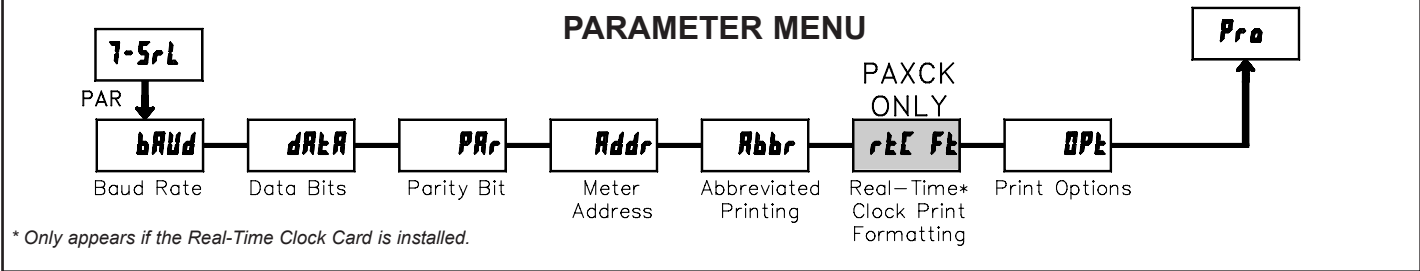 PARAMETER MENU
7-SrL
Pro
PAR
PAXCK
ONLY
bAUd
dAtA
PAr
Addr
Abbr
rtC Ft
OPt
Baud Rate
Data Bits
Parity Bit
Meter
Address
Abbreviated
Printing
Real-Time*
Clock Print
Formatting
Print Options
* Only appears if the Real-Time Clock Card is installed.